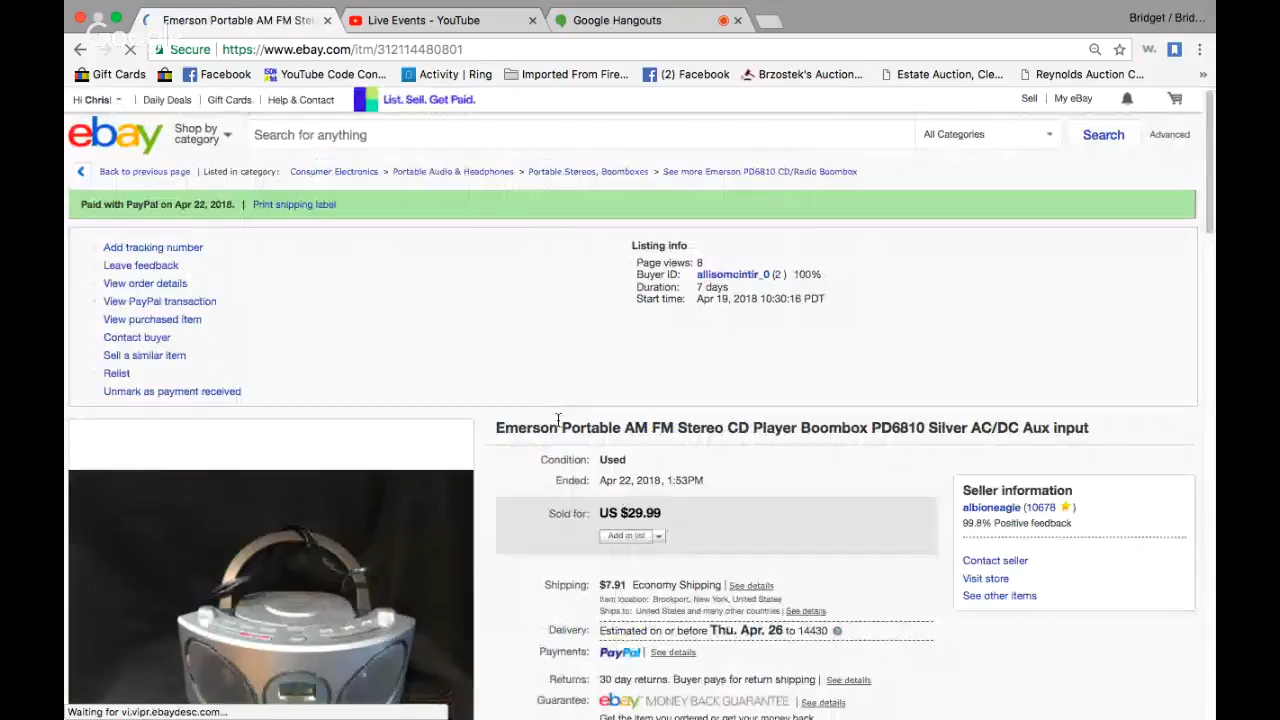 Emerson Portable AM FM Ste
Live Events - YouTube
Google Hangouts
Bridget / Brid...
Google
Secure
https://www.ebay.com/item/312114480801
Gift Cards
Facebook
YouTube Code Con...
Activity | Ring
Imported From Fire...
(2) Facebook
Brzostek's Auction...
Estate Auction, Cle...
Reynolds Auction C...
Hi Chris!
Daily Deals
Gift Cards
Help & Contact
List. Sell. Get Paid.
Sell
My eBay
ebay
Shop by
category
Search for anything
All Categories
Search
Advanced
Back to previous page | Listed in category: Consumer Electronics > Portable Audio & Headphones > Portable Stereos, Boomboxes > See more Emerson PD6810 CD/Radio Boombox
Paid with PayPal on Apr 22, 2018. | Print shipping label
Add tracking number
Leave feedback
View order details
View PayPal transaction
View purchased item
Contact buyer
Sell a similar item
Relist
Unmark as payment received
Listing info
Page views: 8
Buyer ID: allisomcintir_0 (2 ) 100%
Duration: 7 days
Start time: Apr 19, 2018 10:30:16 PDT
Emerson Portable AM FM Stereo CD Player Boombox PD6810 Silver AC/DC Aux input
Condition: Used
Ended: Apr 22, 2018, 1:53PM
Sold for: US $29.99
Add to list
Shipping: $7.91 Economy Shipping | See details
Item location: Brockport, New York, United States
Ships to: United States and many other countries | See details
Delivery: Estimated on or before Thu. Apr. 26 to 14430
Payments: PayPal | See details
Returns: 30 day returns. Buyer pays for return shipping | See details
Guarantee: ebay MONEY BACK GUARANTEE | See details
Get the item you ordered or get your money back.
Seller information
albioneagle (10678 )
99.8% Positive feedback
Contact seller
Visit store
See other items
Waiting for vi.vipr.ebaydesc.com...